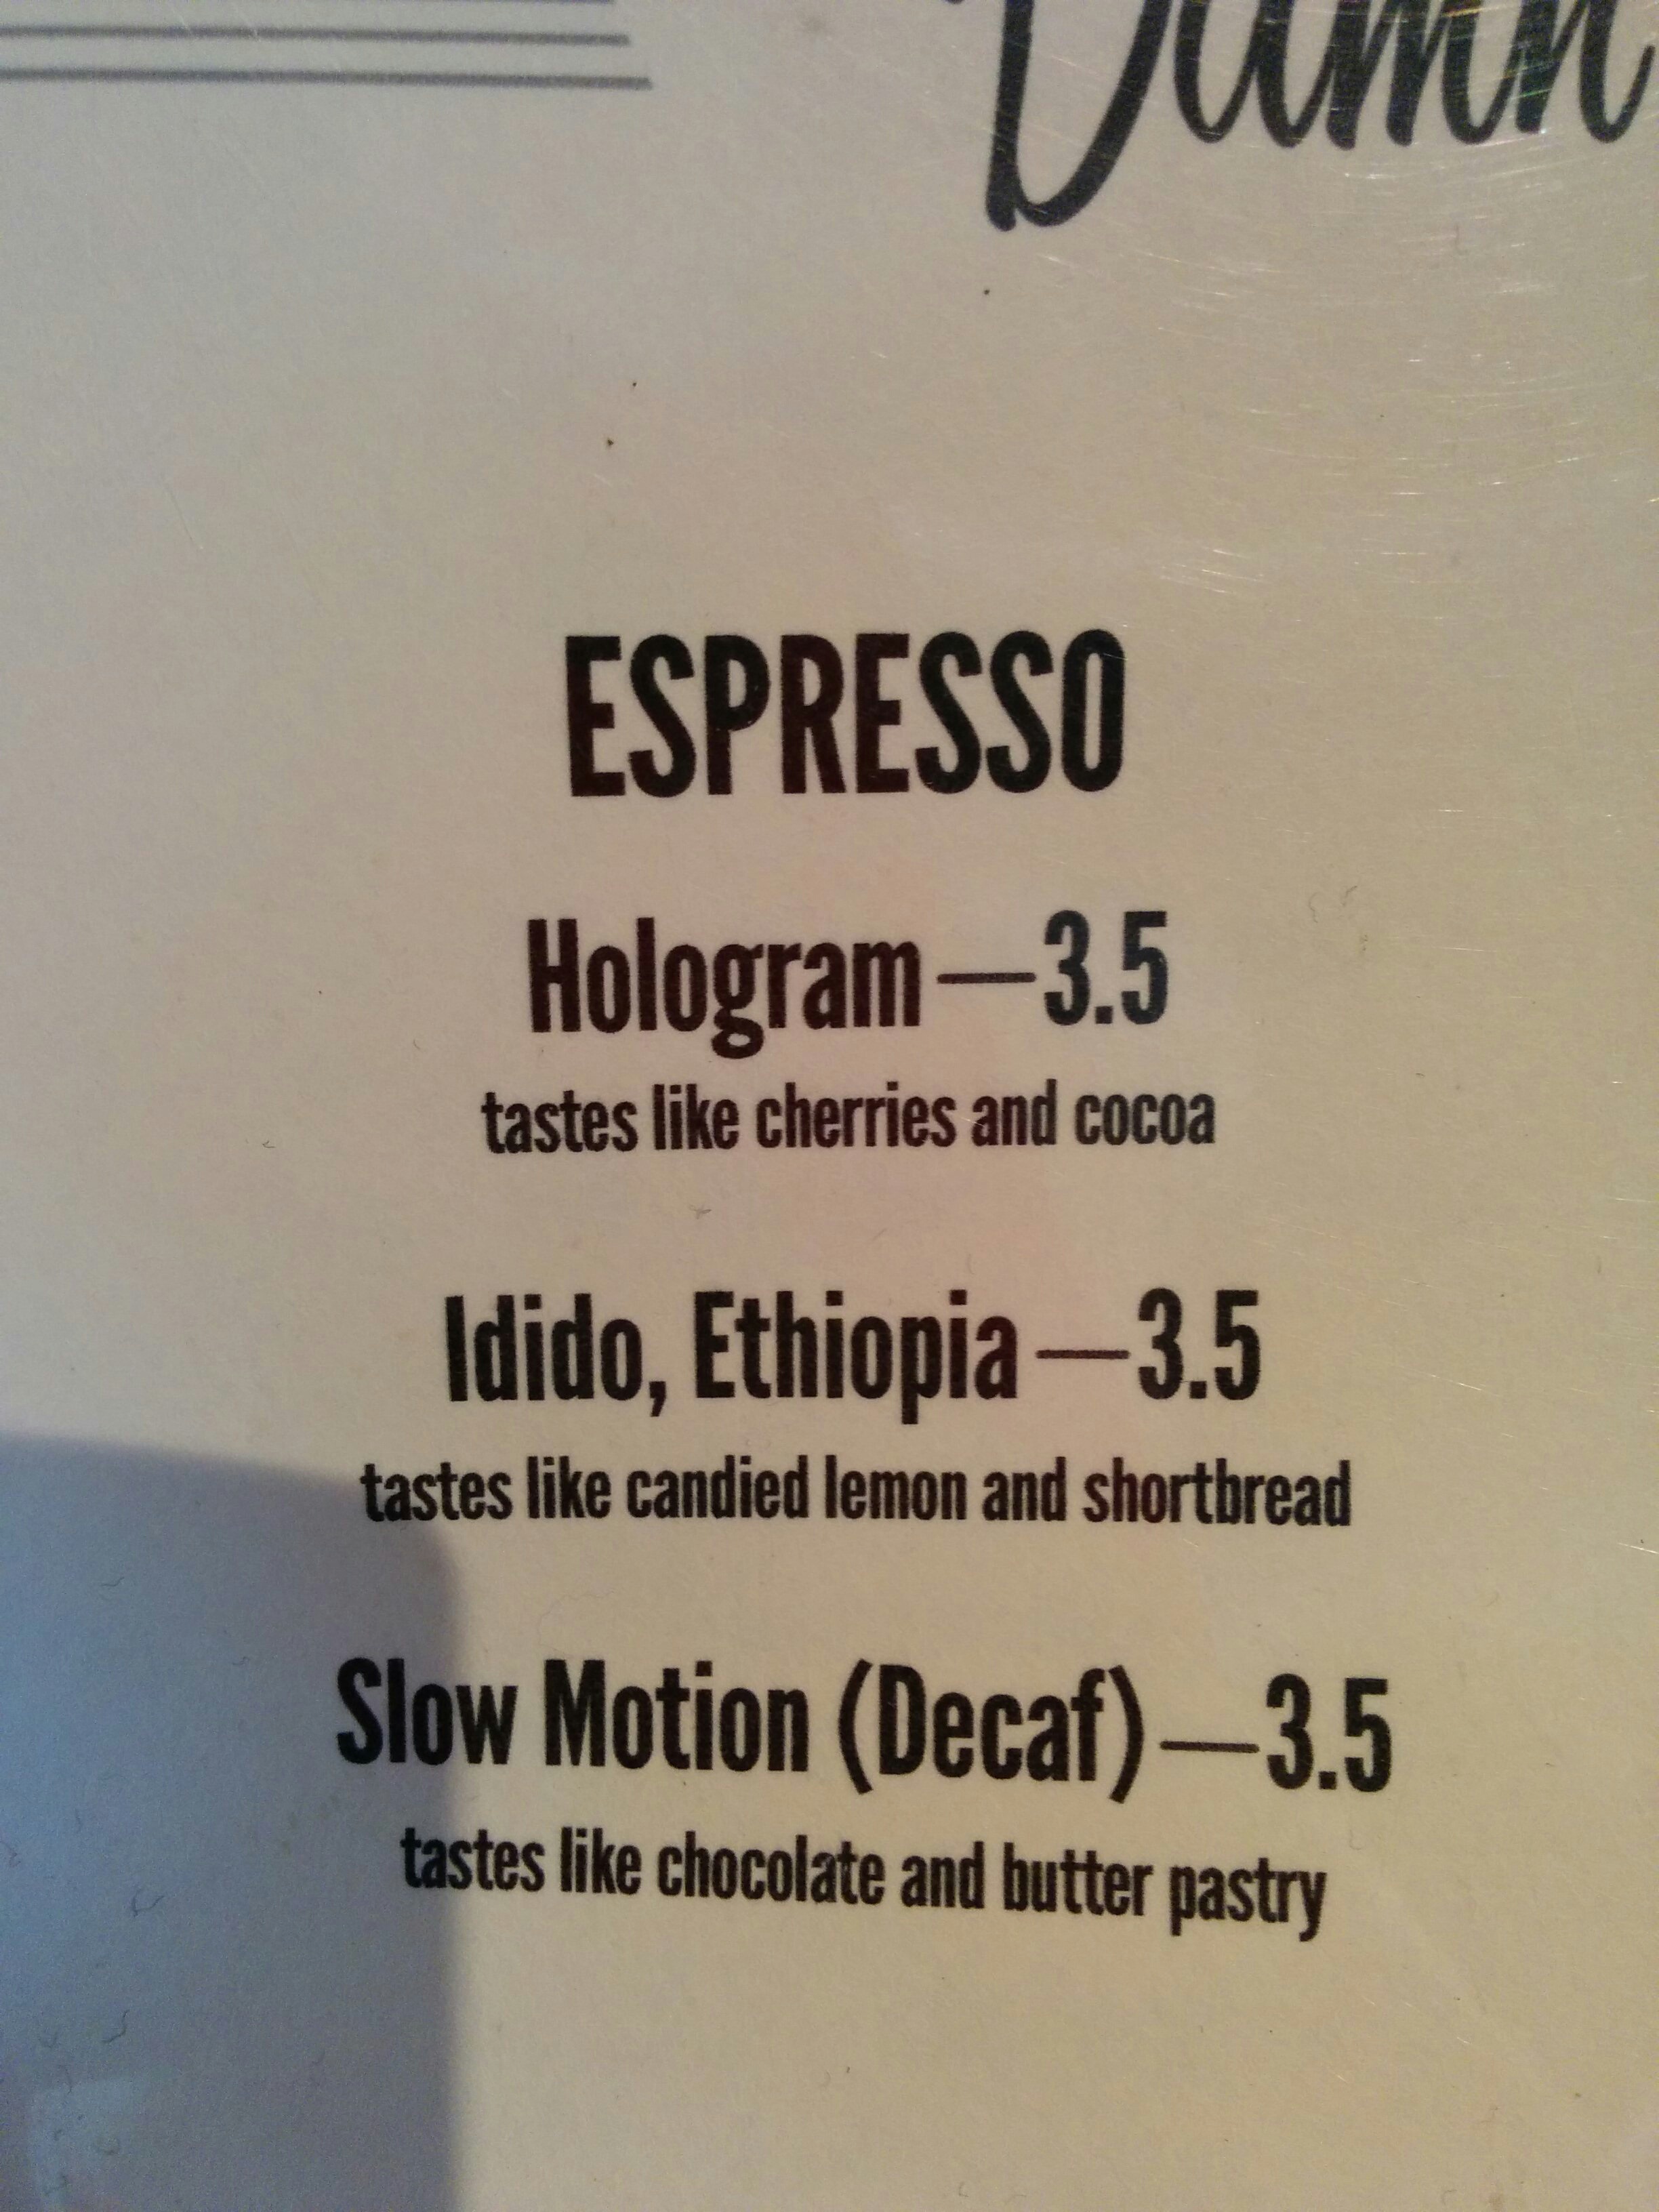 Damn
ESPRESSO
Hologram — 3.5
tastes like cherries and cocoa
Idido, Ethiopia — 3.5
tastes like candied lemon and shortbread
Slow Motion (Decaf) — 3.5
tastes like chocolate and butter pastry